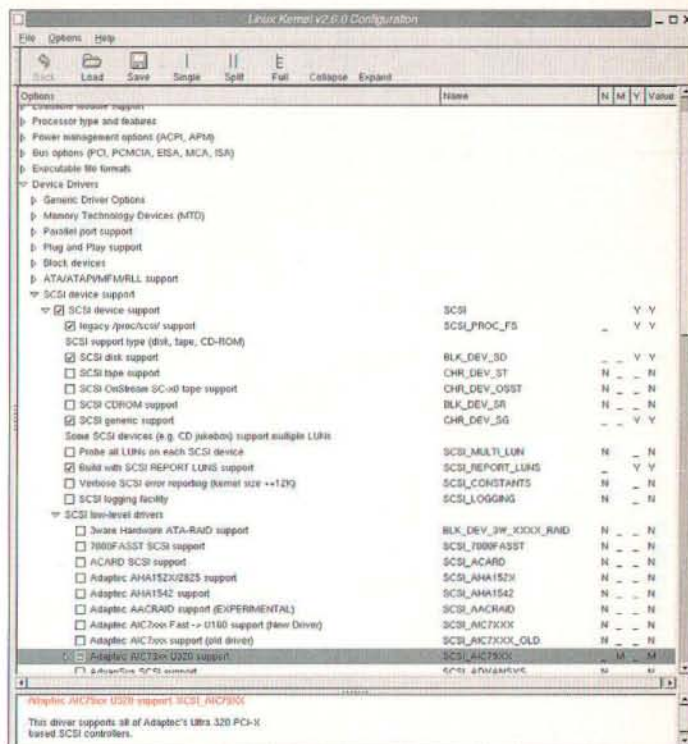 Linux Kernel v2.6.0 Configuration
File Options Help
Back Load Save Single Split Full Collapse Expand
Options Name N M Y Value
Loadable module support
Processor type and features
Power management options (ACPI, APM)
Bus options (PCI, PCMCIA, EISA, MCA, ISA)
Executable file formats
Device Drivers
Generic Driver Options
Memory Technology Devices (MTD)
Parallel port support
Plug and Play support
Block devices
ATA/ATAPI/MFM/RLL support
SCSI device support
SCSI device support SCSI Y Y
legacy /proc/scsi/ support SCSI_PROC_FS _ Y Y
SCSI support type (disk, tape, CD-ROM)
SCSI disk support BLK_DEV_SD _ _ Y Y
SCSI tape support CHR_DEV_ST N _ _ N
SCSI OnStream SC-x0 tape support CHR_DEV_OSST N _ _ N
SCSI CDROM support BLK_DEV_SR N _ _ N
SCSI generic support CHR_DEV_SG _ _ Y Y
Some SCSI devices (e.g. CD jukebox) support multiple LUNs
Probe all LUNs on each SCSI device SCSI_MULTI_LUN N _ N
Build with SCSI REPORT LUNS support SCSI_REPORT_LUNS _ Y Y
Verbose SCSI error reporting (kernel size +=12K) SCSI_CONSTANTS N _ N
SCSI logging facility SCSI_LOGGING N _ N
SCSI low-level drivers
3ware Hardware ATA-RAID support BLK_DEV_3W_XXXX_RAID N _ _ N
7000FASST SCSI support SCSI_7000FASST N _ _ N
ACARD SCSI support SCSI_ACARD N _ _ N
Adaptec AHA152X/2825 support SCSI_AHA152X N _ _ N
Adaptec AHA1542 support SCSI_AHA1542 N _ _ N
Adaptec AACRAID support (EXPERIMENTAL) SCSI_AACRAID N _ _ N
Adaptec AIC7xxx Fast -> U160 support (New Driver) SCSI_AIC7XXX N _ _ N
Adaptec AIC7xxx support (old driver) SCSI_AIC7XXX_OLD N _ _ N
Adaptec AIC79xx U320 support SCSI_AIC79XX _ M _ M
AdvanSys SCSI support SCSI_ADVANSYS N _ _ N
Adaptec AIC79xx U320 support SCSI_AIC79XX
This driver supports all of Adaptec's Ultra 320 PCI-X
based SCSI controllers.